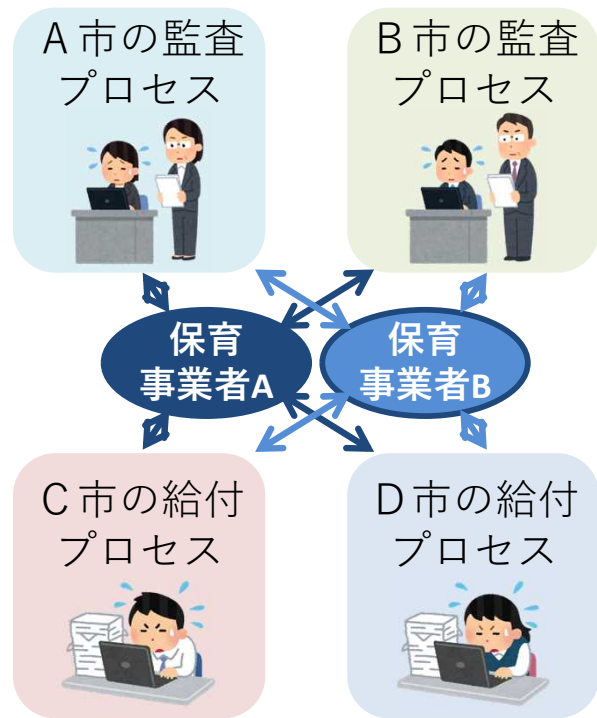 A市の監査
プロセス
B市の監査
プロセス
保育
事業者A
保育
事業者B
C市の給付
プロセス
D市の給付
プロセス